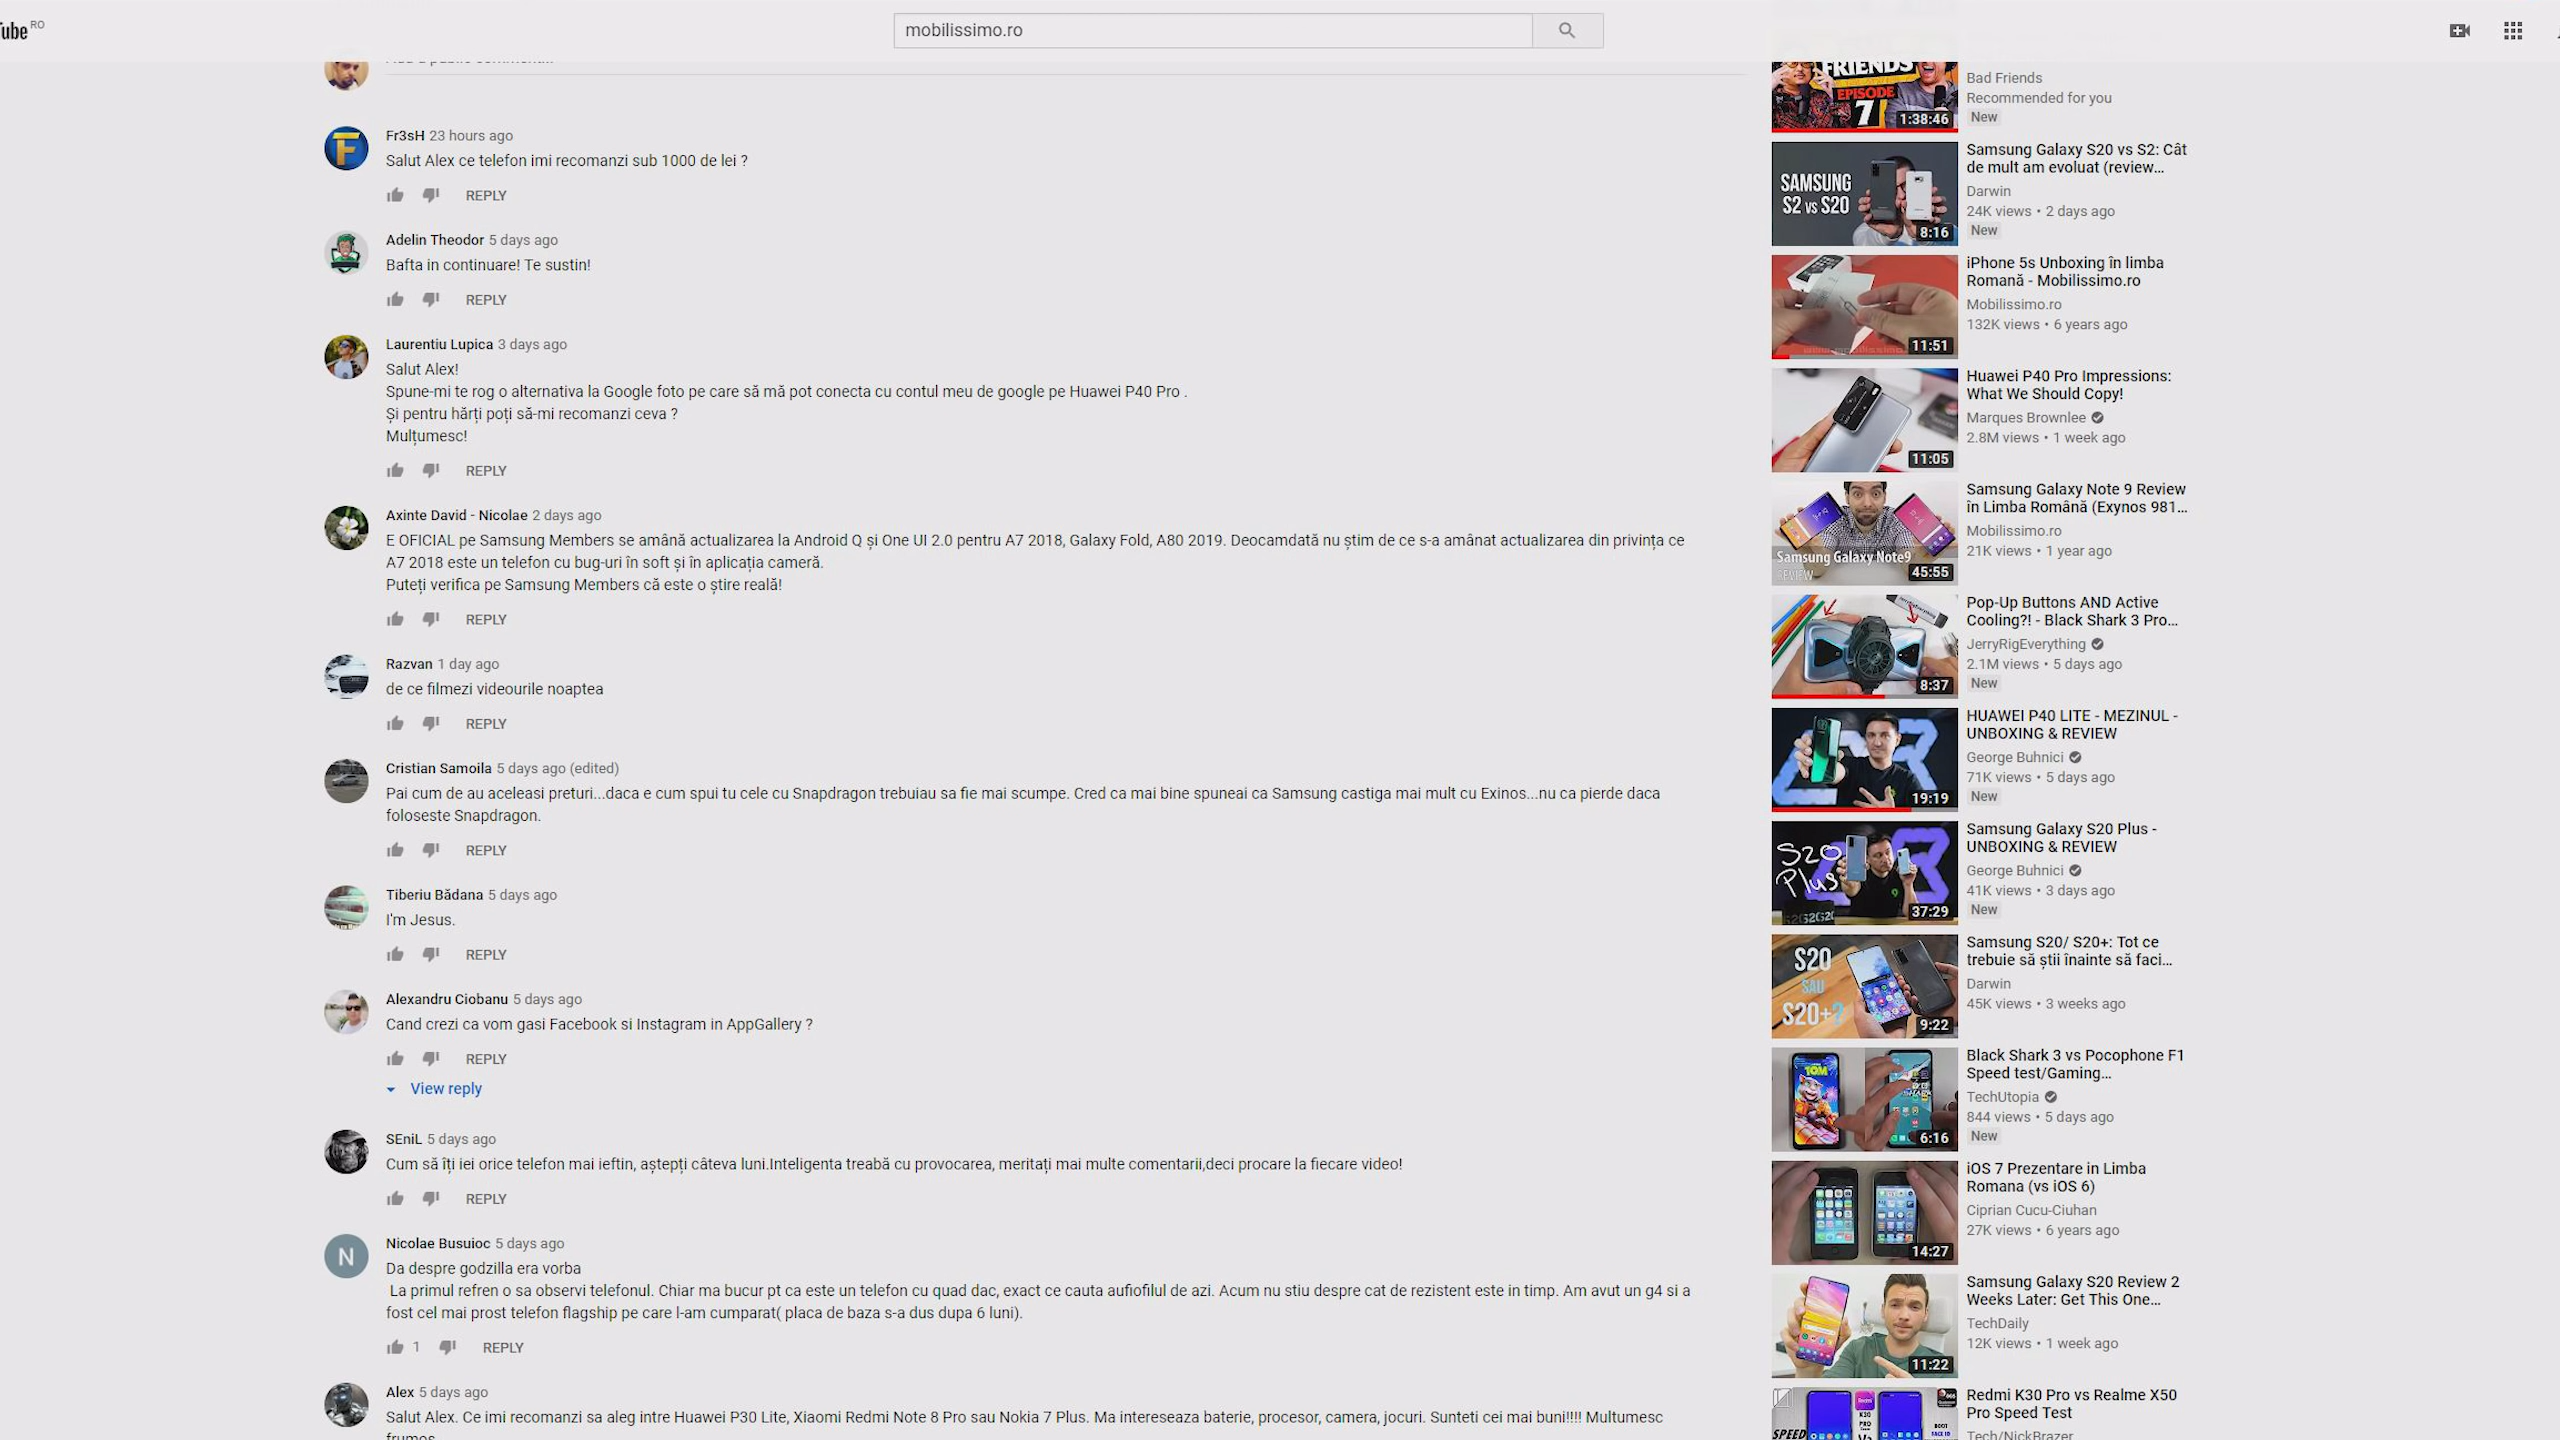 Tube RO
mobilissimo.ro
Fr3sH 23 hours ago
Salut Alex ce telefon imi recomanzi sub 1000 de lei ?
REPLY
Adelin Theodor 5 days ago
Bafta in continuare! Te sustin!
REPLY
Laurentiu Lupica 3 days ago
Salut Alex!
Spune-mi te rog o alternativa la Google foto pe care să mă pot conecta cu contul meu de google pe Huawei P40 Pro .
Și pentru hărți poți să-mi recomanzi ceva ?
Mulțumesc!
REPLY
Axinte David - Nicolae 2 days ago
E OFICIAL pe Samsung Members se amână actualizarea la Android Q și One UI 2.0 pentru A7 2018, Galaxy Fold, A80 2019. Deocamdată nu știm de ce s-a amânat actualizarea din privința ce
A7 2018 este un telefon cu bug-uri în soft și în aplicația cameră.
Puteți verifica pe Samsung Members că este o știre reală!
REPLY
Razvan 1 day ago
de ce filmezi videourile noaptea
REPLY
Cristian Samoila 5 days ago (edited)
Pai cum de au aceleasi preturi...daca e cum spui tu cele cu Snapdragon trebuiau sa fie mai scumpe. Cred ca mai bine spuneai ca Samsung castiga mai mult cu Exinos...nu ca pierde daca
foloseste Snapdragon.
REPLY
Tiberiu Bădana 5 days ago
I'm Jesus.
REPLY
Alexandru Ciobanu 5 days ago
Cand crezi ca vom gasi Facebook si Instagram in AppGallery ?
REPLY
View reply
SEniL 5 days ago
Cum să îți iei orice telefon mai ieftin, aștepți câteva luni.Inteligenta treabă cu provocarea, meritați mai multe comentarii,deci procare la fiecare video!
REPLY
Nicolae Busuioc 5 days ago
N
Da despre godzilla era vorba
La primul refren o sa observi telefonul. Chiar ma bucur pt ca este un telefon cu quad dac, exact ce cauta aufiofilul de azi. Acum nu stiu despre cat de rezistent este in timp. Am avut un g4 si a
fost cel mai prost telefon flagship pe care l-am cumparat( placa de baza s-a dus dupa 6 luni).
1 REPLY
Alex 5 days ago
Salut Alex. Ce imi recomanzi sa aleg intre Huawei P30 Lite, Xiaomi Redmi Note 8 Pro sau Nokia 7 Plus. Ma intereseaza baterie, procesor, camera, jocuri. Sunteti cei mai buni!!!! Multumesc
frumos
FRIENDS
EPISODE
7
1:38:46
Bad Friends
Recommended for you
New
SAMSUNG
S2 vs S20
8:16
Samsung Galaxy S20 vs S2: Cât
de mult am evoluat (review...
Darwin
24K views • 2 days ago
New
11:51
iPhone 5s Unboxing în limba
Romană - Mobilissimo.ro
Mobilissimo.ro
132K views • 6 years ago
11:05
Huawei P40 Pro Impressions:
What We Should Copy!
Marques Brownlee
2.8M views • 1 week ago
Samsung Galaxy Note9
REVIEW
45:55
Samsung Galaxy Note 9 Review
în Limba Română (Exynos 981...
Mobilissimo.ro
21K views • 1 year ago
8:37
Pop-Up Buttons AND Active
Cooling?! - Black Shark 3 Pro...
JerryRigEverything
2.1M views • 5 days ago
New
19:19
HUAWEI P40 LITE - MEZINUL -
UNBOXING & REVIEW
George Buhnici
71K views • 5 days ago
New
S20
Plus
37:29
Samsung Galaxy S20 Plus -
UNBOXING & REVIEW
George Buhnici
41K views • 3 days ago
New
S20
SAU
S20+?
9:22
Samsung S20/ S20+: Tot ce
trebuie să știi înainte să faci...
Darwin
45K views • 3 weeks ago
TOM
6:16
Black Shark 3 vs Pocophone F1
Speed test/Gaming...
TechUtopia
844 views • 5 days ago
New
14:27
iOS 7 Prezentare in Limba
Romana (vs iOS 6)
Ciprian Cucu-Ciuhan
27K views • 6 years ago
11:22
Samsung Galaxy S20 Review 2
Weeks Later: Get This One...
TechDaily
12K views • 1 week ago
SPEED
Redmi K30 Pro vs Realme X50
Pro Speed Test
Tech/NickBrazer